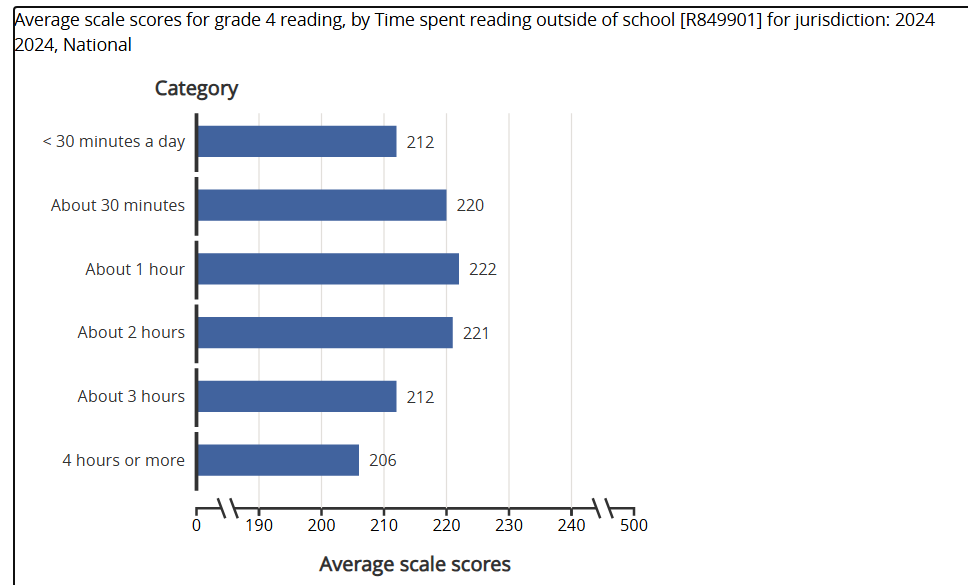 Average scale scores for grade 4 reading, by Time spent reading outside of school [R849901] for jurisdiction: 2024
2024, National
Category
< 30 minutes a day 212
About 30 minutes 220
About 1 hour 222
About 2 hours 221
About 3 hours 212
4 hours or more 206
0 190 200 210 220 230 240 500
Average scale scores